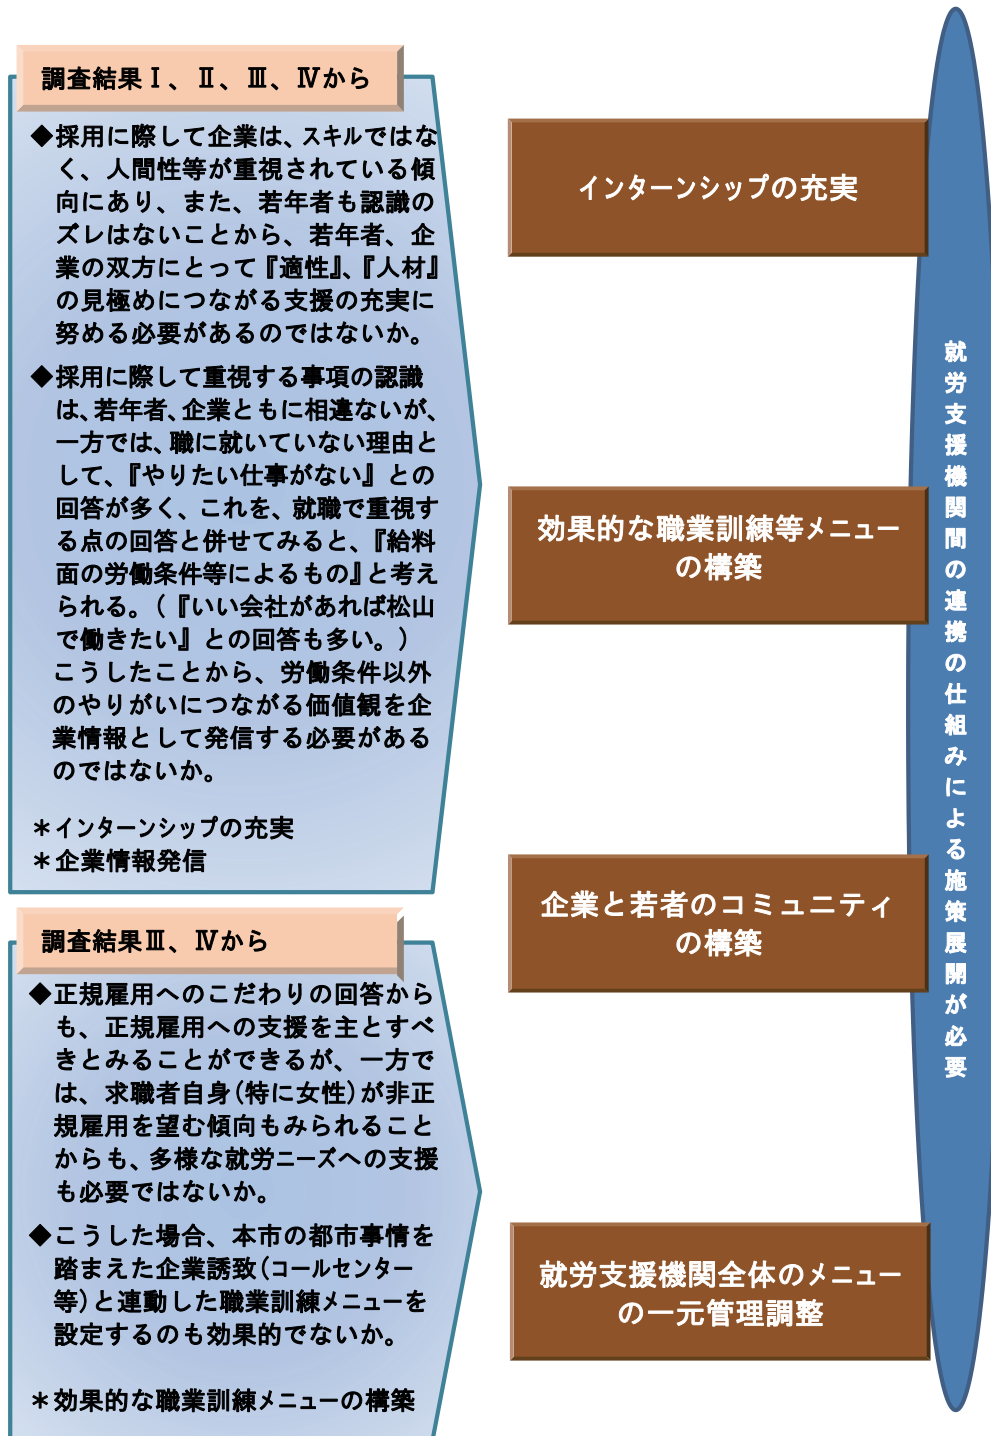 調査結果Ⅰ、Ⅱ、Ⅲ、Ⅳから
◆採用に際して企業は、スキルではな
く、人間性等が重視されている傾
向にあり、また、若年者も認識の
ズレはないことから、若年者、企
業の双方にとって『適性』、『人材』
の見極めにつながる支援の充実に
努める必要があるのではないか。
◆採用に際して重視する事項の認識
は、若年者、企業ともに相違ないが、
一方では、職に就いていない理由と
して、『やりたい仕事がない』との
回答が多く、これを、就職で重視す
る点の回答と併せてみると、『給料
面の労働条件等によるもの』と考え
られる。（『いい会社があれば松山
で働きたい』との回答も多い。）
こうしたことから、労働条件以外
のやりがいにつながる価値観を企
業情報として発信する必要がある
のではないか。
＊インターンシップの充実
＊企業情報発信
調査結果Ⅲ、Ⅳから
◆正規雇用へのこだわりの回答から
も、正規雇用への支援を主とすべ
きとみることができるが、一方で
は、求職者自身（特に女性）が非正
規雇用を望む傾向もみられること
からも、多様な就労ニーズへの支援
も必要ではないか。
◆こうした場合、本市の都市事情を
踏まえた企業誘致（コールセンター
等）と連動した職業訓練メニューを
設定するのも効果的でないか。
＊効果的な職業訓練メニューの構築
インターンシップの充実
効果的な職業訓練等メニュー
の構築
企業と若者のコミュニティ
の構築
就労支援機関全体のメニュー
の一元管理調整
就労支援機関間の連携の仕組みによる施策展開が必要